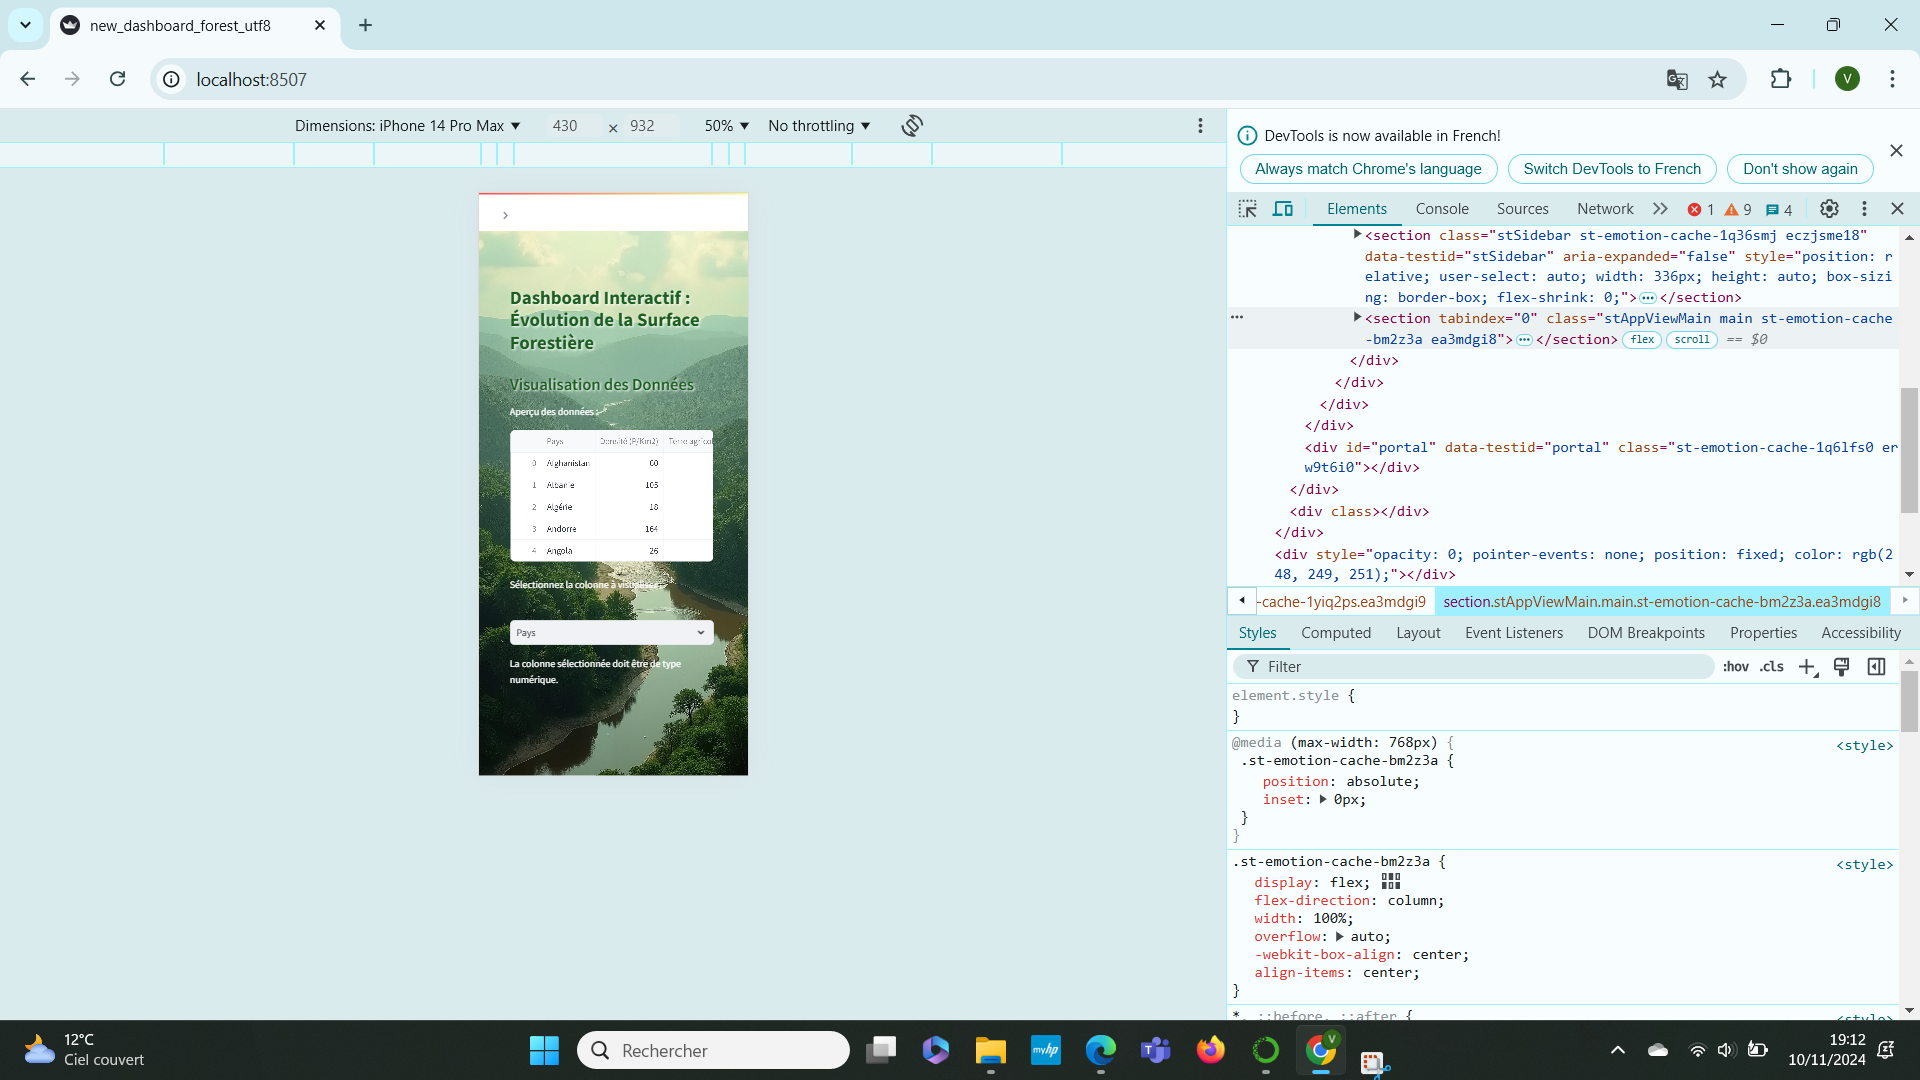 new_dashboard_forest_utf8
localhost:8507
V
Dimensions: iPhone 14 Pro Max 430 x 932 50% No throttling
Dashboard Interactif :
Évolution de la Surface
Forestière
Visualisation des Données
Aperçu des données :
Pays Densité (P/Km2) Terre agricol
0 Afghanistan 60
1 Albanie 105
2 Algérie 18
3 Andorre 164
4 Angola 26
Sélectionnez la colonne à visualiser :
Pays
La colonne sélectionnée doit être de type
numérique.
DevTools is now available in French!
Always match Chrome's language Switch DevTools to French Don't show again
Elements Console Sources Network 1 9 4
<section class="stSidebar st-emotion-cache-1q36smj eczjsme18"
data-testid="stSidebar" aria-expanded="false" style="position: r
elative; user-select: auto; width: 336px; height: auto; box-sizi
ng: border-box; flex-shrink: 0;">…</section>
<section tabindex="0" class="stAppViewMain main st-emotion-cache
-bm2z3a ea3mdgi8">…</section> flex scroll == $0
</div>
</div>
</div>
</div>
<div id="portal" data-testid="portal" class="st-emotion-cache-1q6lfs0 er
w9t6i0"></div>
</div>
<div class></div>
</div>
<div style="opacity: 0; pointer-events: none; position: fixed; color: rgb(2
48, 249, 251);"></div>
-cache-1yiq2ps.ea3mdgi9 section.stAppViewMain.main.st-emotion-cache-bm2z3a.ea3mdgi8
Styles Computed Layout Event Listeners DOM Breakpoints Properties Accessibility
Filter :hov .cls
element.style {
}
@media (max-width: 768px) { <style>
.st-emotion-cache-bm2z3a {
position: absolute;
inset: 0px;
}
}
.st-emotion-cache-bm2z3a { <style>
display: flex;
flex-direction: column;
width: 100%;
overflow: auto;
-webkit-box-align: center;
align-items: center;
}
*, ::before, ::after { <style>
12°C
Ciel couvert
Rechercher
myhp
V
19:12
10/11/2024